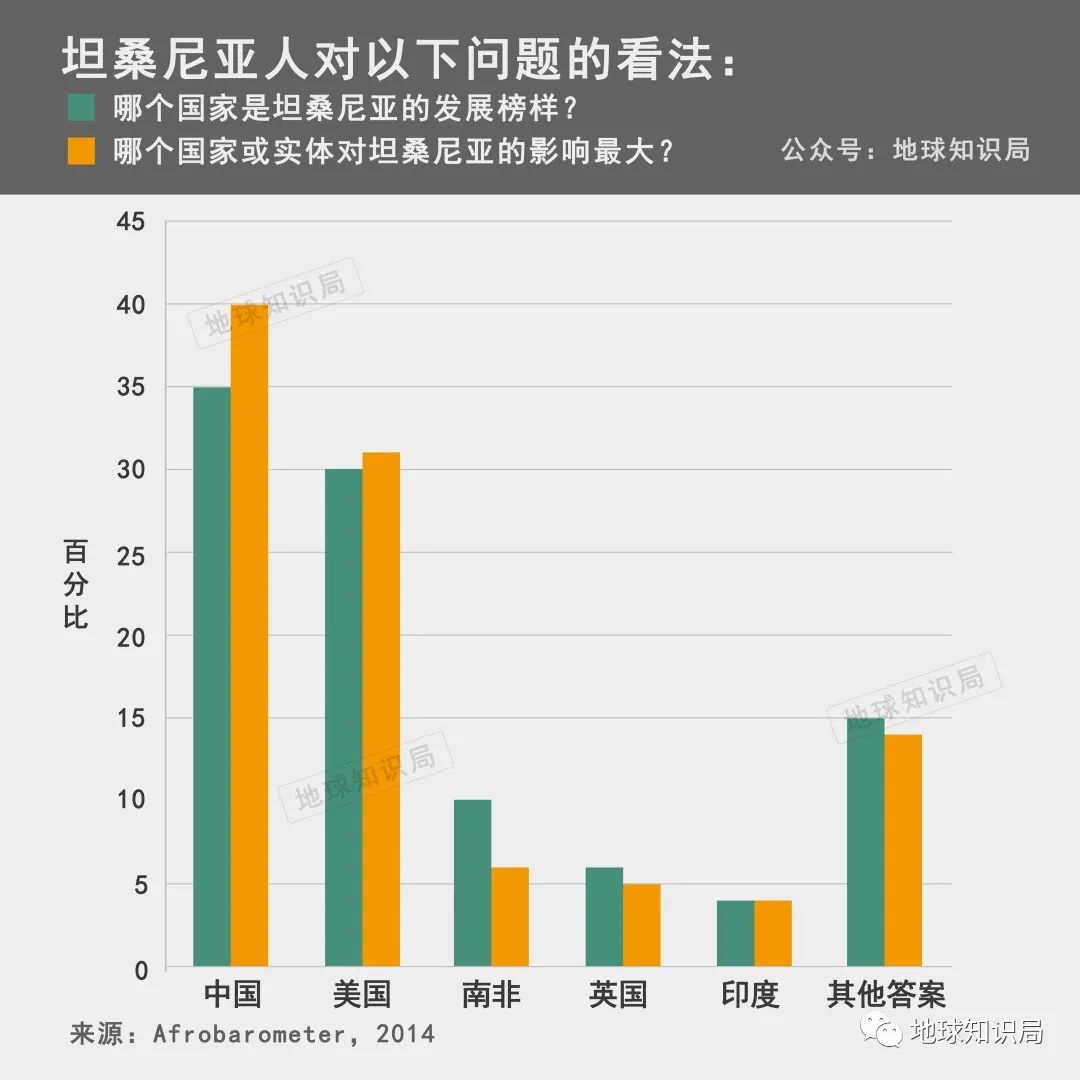 坦桑尼亚人对以下问题的看法：
哪个国家是坦桑尼亚的发展榜样？
哪个国家或实体对坦桑尼亚的影响最大？
公众号：地球知识局
45
40
35
30
25
20
15
10
5
0
百分比
地球知识局
地球知识局
地球知识局
中国
美国
南非
英国
印度
其他答案
来源：Afrobarometer，2014
地球知识局